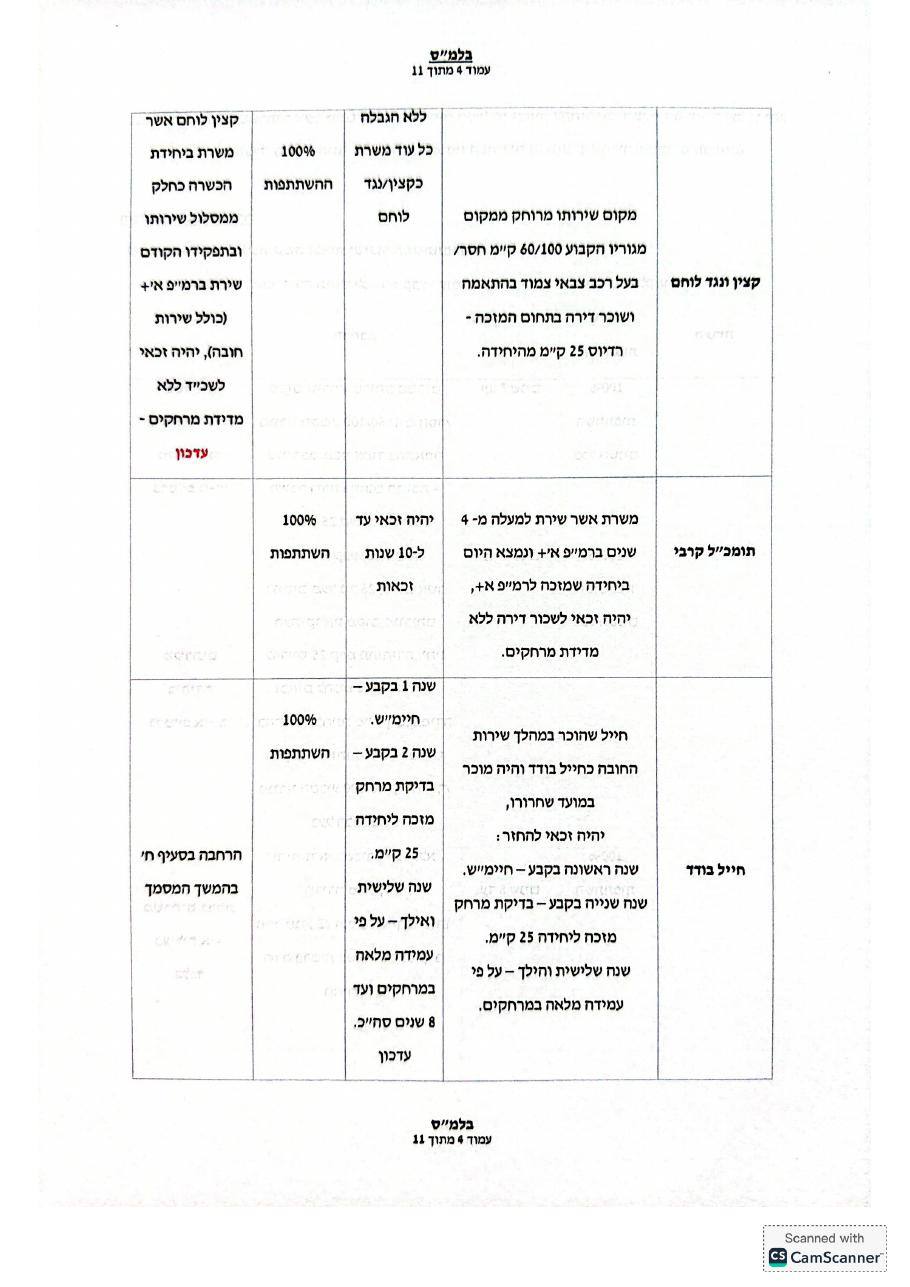 בלמ"ס
עמוד 4 מתוך 11
קצין ונגד לוחם
מקום שירותו מרוחק ממקום
מגוריו הקבוע 60/100 ק"מ חסר/
בעל רכב צבאי צמוד בהתאמה
ושוכר דירה בתחום המזכה -
רדיוס 25 ק"מ מהיחידה.
ללא הגבלה
כל עוד משרת
כקצין/נגד
לוחם
100%
ההשתתפות
קצין לוחם אשר
משרת ביחידת
הכשרה כחלק
ממסלול שירותו
ובתפקידו הקודם
שירת ברמ"פ א'+
(כולל שירות
חובה), יהיה זכאי
לשכ"ד ללא
מדידת מרחקים -
עדכון
תומכ"ל קרבי
משרת אשר שירת למעלה מ- 4
שנים ברמ"פ א'+ ונמצא היום
ביחידה שמזכה לרמ"פ א+,
יהיה זכאי לשכור דירה ללא
מדידת מרחקים.
יהיה זכאי עד
ל-10 שנות
זכאות
100%
השתתפות
חייל בודד
חייל שהוכר במהלך שירות
החובה כחייל בודד והיה מוכר
במועד שחרורו,
יהיה זכאי להחזר:
שנה ראשונה בקבע – חיימ"ש.
שנה שנייה בקבע – בדיקת מרחק
מזכה ליחידה 25 ק"מ.
שנה שלישית והילך – על פי
עמידה מלאה במרחקים.
שנה 1 בקבע –
חיימ"ש.
שנה 2 בקבע –
בדיקת מרחק
מזכה ליחידה
25 ק"מ.
שנה שלישית
ואילך – על פי
עמידה מלאה
במרחקים ועד
8 שנים סה"כ.
עדכון
100%
השתתפות
הרחבה בסעיף ח'
בהמשך המסמך
בלמ"ס
עמוד 4 מתוך 11
Scanned with
CS CamScanner